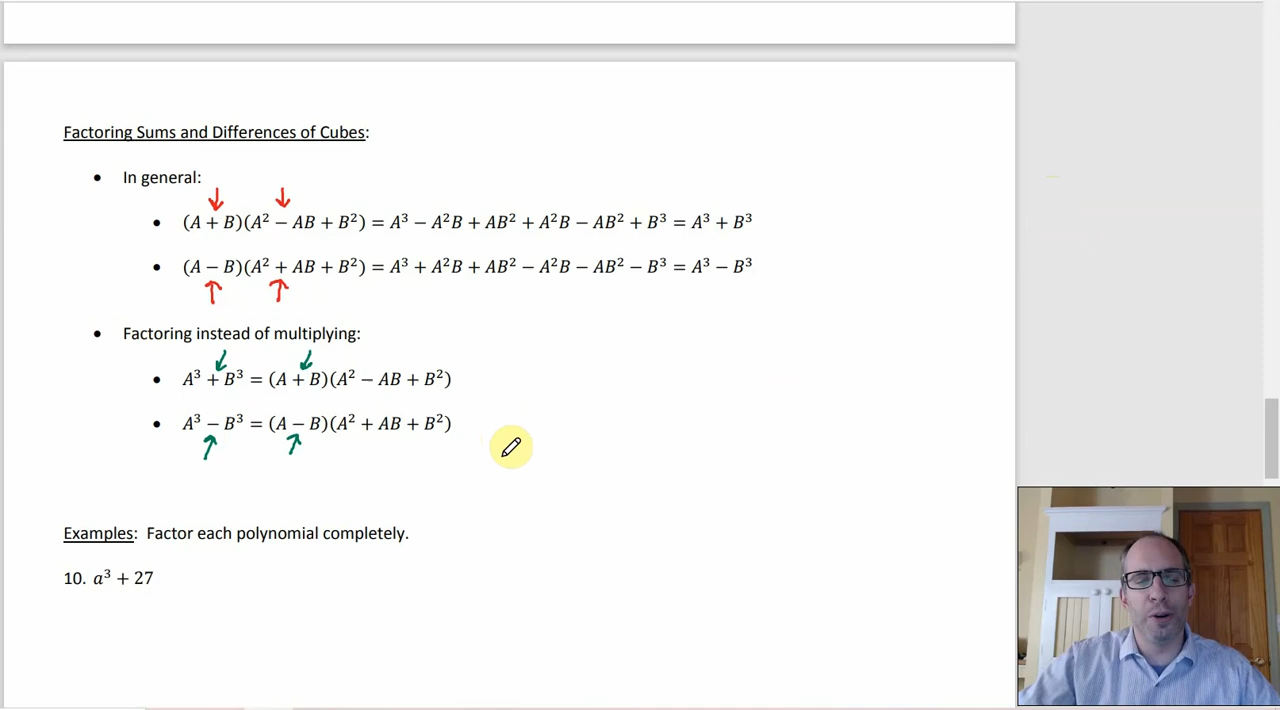 Factoring Sums and Differences of Cubes:
• In general:
• (A + B)(A² − AB + B²) = A³ − A²B + AB² + A²B − AB² + B³ = A³ + B³
• (A − B)(A² + AB + B²) = A³ + A²B + AB² − A²B − AB² − B³ = A³ − B³
• Factoring instead of multiplying:
• A³ + B³ = (A + B)(A² − AB + B²)
• A³ − B³ = (A − B)(A² + AB + B²)
Examples: Factor each polynomial completely.
10. a³ + 27